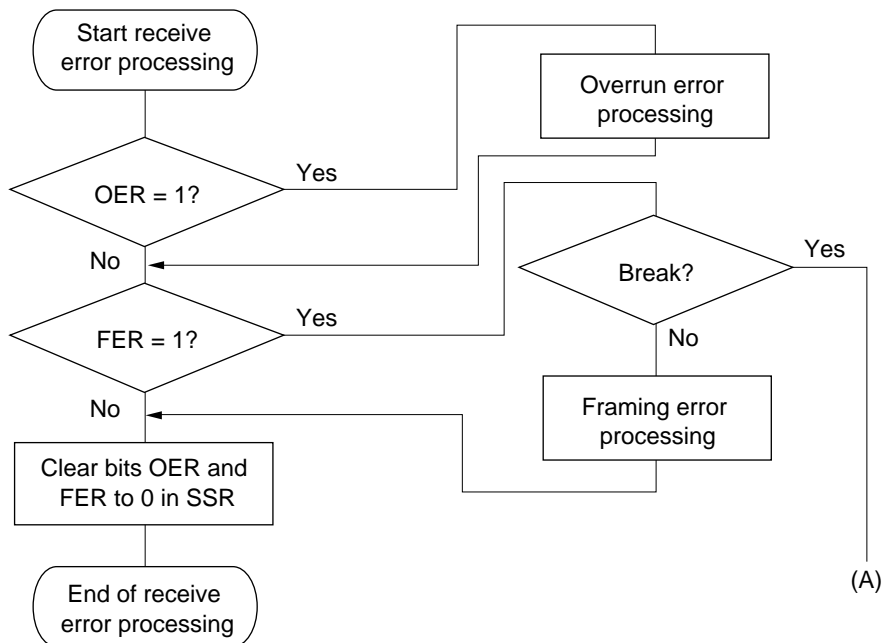 Start receive
error processing
Overrun error
processing
Yes
OER = 1?
No
Yes
Break?
Yes
FER = 1?
No
No
Framing error
processing
Clear bits OER and
FER to 0 in SSR
End of receive
error processing
(A)